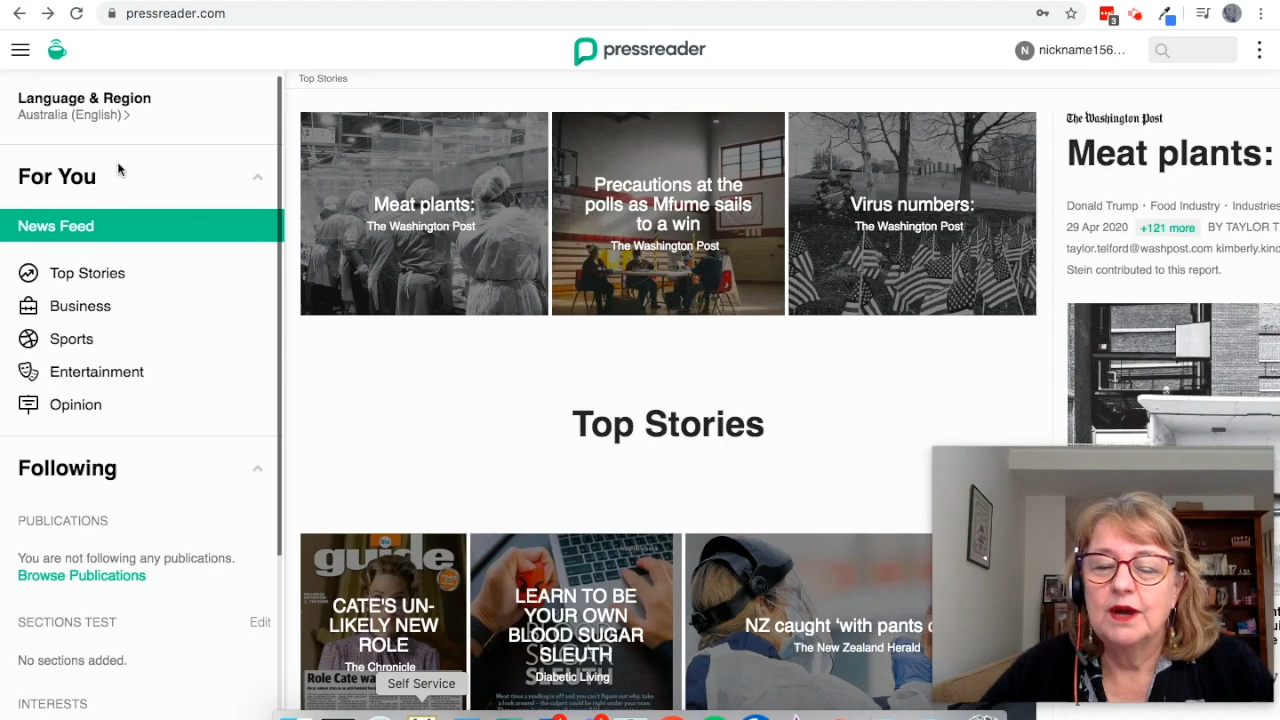 pressreader.com
3
pressreader
N nickname156...
Language & Region
Australia (English)
For You
News Feed
Top Stories
Business
Sports
Entertainment
Opinion
Following
PUBLICATIONS
You are not following any publications.
Browse Publications
SECTIONS TEST
Edit
No sections added.
INTERESTS
Top Stories
Meat plants:
The Washington Post
Precautions at the
polls as Mfume sails
to a win
The Washington Post
Virus numbers:
The Washington Post
Top Stories
guide
CATE'S UN-
LIKELY NEW
ROLE
The Chronicle
Role Cate wa
LEARN TO BE
YOUR OWN
BLOOD SUGAR
SLEUTH
Diabetic Living
NZ caught 'with pants
The New Zealand Herald
Self Service
The Washington Post
Meat plants:
Donald Trump · Food Industry · Industries
29 Apr 2020 +121 more BY TAYLOR T
taylor.telford@washpost.com kimberly.kind
Stein contributed to this report.